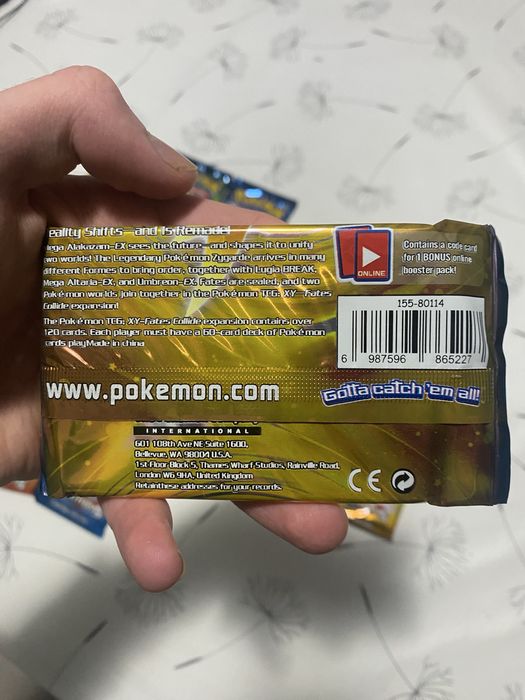 eality Shifts—and Is Remade!
Mega Alakazam-EX sees the future—and shapes it to unify
two worlds! The Legendary Pokémon Zygarde arrives in many
different Formes to bring order, together with Lugia BREAK,
Mega Altaria-EX, and Umbreon-EX. Fates are sealed, and two
Pokémon worlds join together in the Pokémon TCG: XY—Fates
Collide expansion!
The Pokémon TCG: XY—Fates Collide expansion contains over
120 cards. Each player must have a 60-card deck of Pokémon
cards playMade in china
ONLINE
Contains a code card
for 1 BONUS online
booster pack!
155-80114
6 987596 865227
www.pokemon.com
Gotta catch 'em all!
INTERNATIONAL
601 108th Ave NE Suite 1600,
Bellevue, WA 98004 U.S.A.
1st Floor Block 5, Thames Wharf Studios, Rainville Road,
London W6 9HA, United Kingdom
Retainthese addresses for your records.
CE